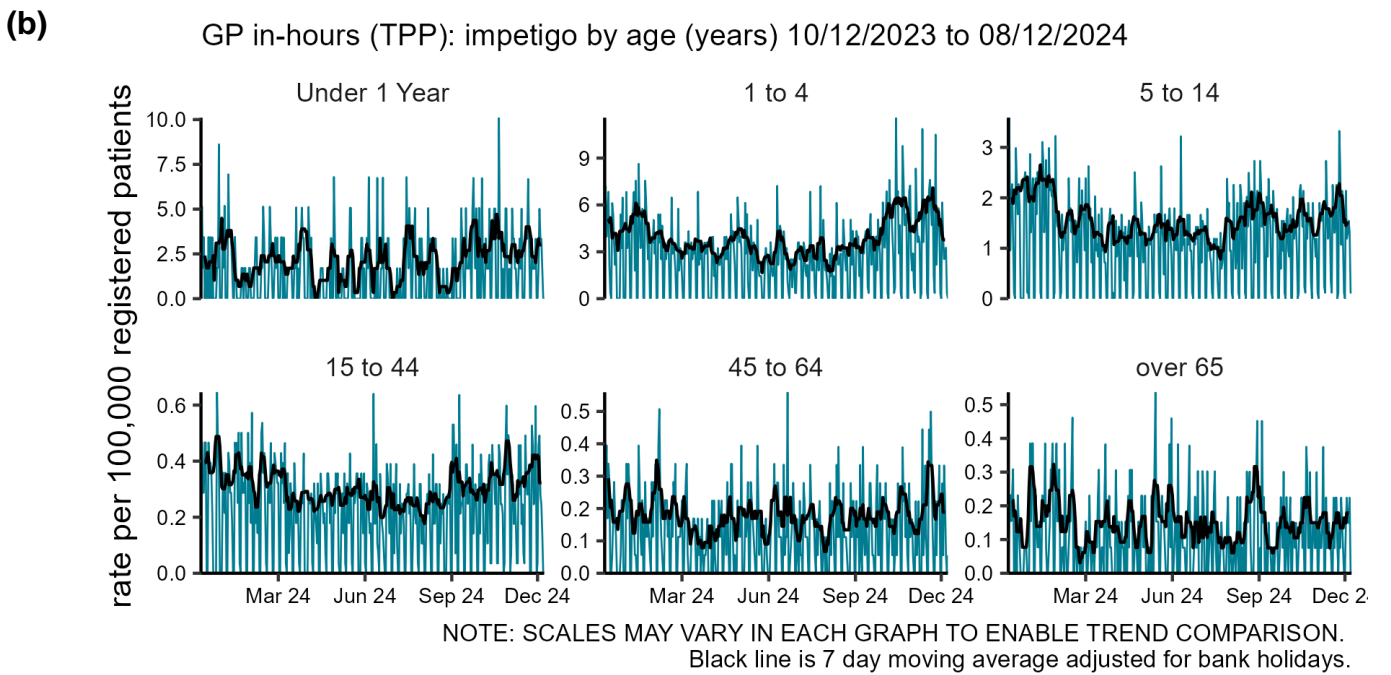 (b)
GP in-hours (TPP): impetigo by age (years) 10/12/2023 to 08/12/2024
rate per 100,000 registered patients
Under 1 Year
10.0
7.5
5.0
2.5
0.0
1 to 4
9
6
3
0
5 to 14
3
2
1
0
15 to 44
0.6
0.4
0.2
0.0
Mar 24 Jun 24 Sep 24 Dec 24
45 to 64
0.5
0.4
0.3
0.2
0.1
0.0
Mar 24 Jun 24 Sep 24 Dec 24
over 65
0.5
0.4
0.3
0.2
0.1
0.0
Mar 24 Jun 24 Sep 24 Dec 2
NOTE: SCALES MAY VARY IN EACH GRAPH TO ENABLE TREND COMPARISON.
Black line is 7 day moving average adjusted for bank holidays.